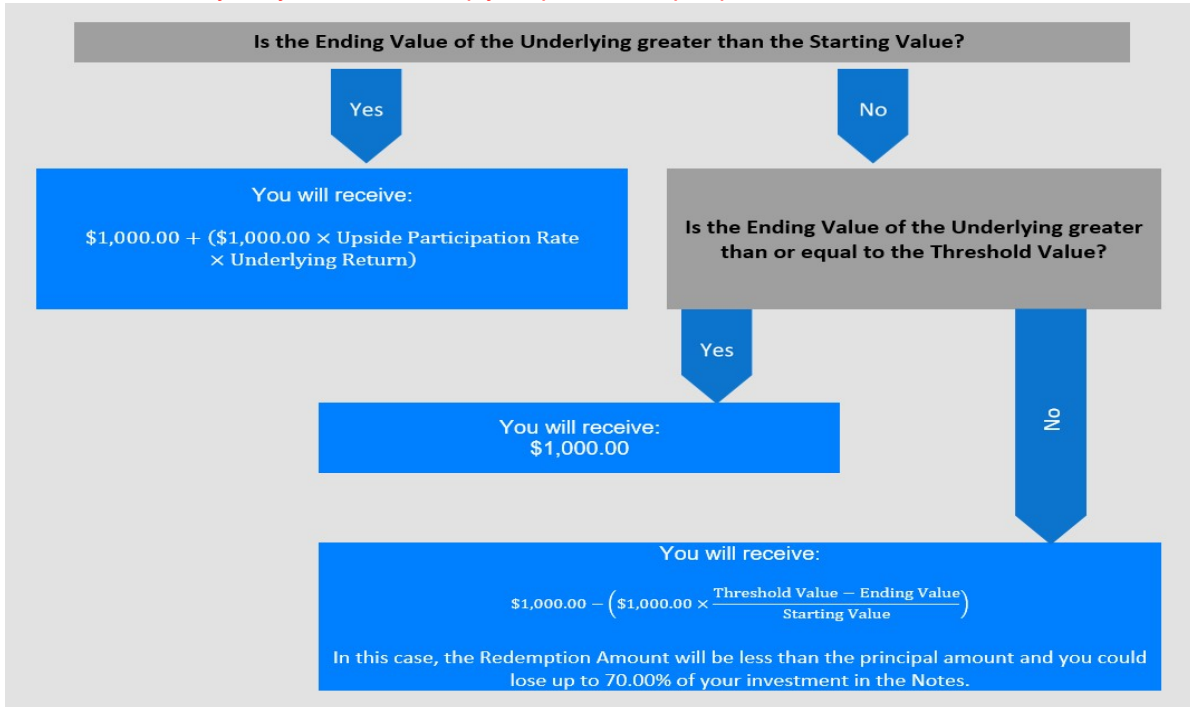 Is the Ending Value of the Underlying greater than the Starting Value?
Yes
No
You will receive:
$1,000.00 + ($1,000.00 × Upside Participation Rate
× Underlying Return)
Is the Ending Value of the Underlying greater
than or equal to the Threshold Value?
Yes
No
You will receive:
$1,000.00
You will receive:
$1,000.00 − ($1,000.00 × Threshold Value − Ending Value
Starting Value)
In this case, the Redemption Amount will be less than the principal amount and you could
lose up to 70.00% of your investment in the Notes.